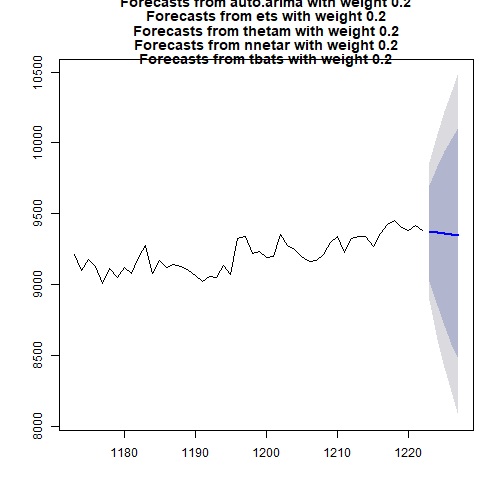 Forecasts from auto.arima with weight 0.2
Forecasts from ets with weight 0.2
Forecasts from thetam with weight 0.2
Forecasts from nnetar with weight 0.2
Forecasts from tbats with weight 0.2
10500
10000
9500
9000
8500
8000
1180 1190 1200 1210 1220